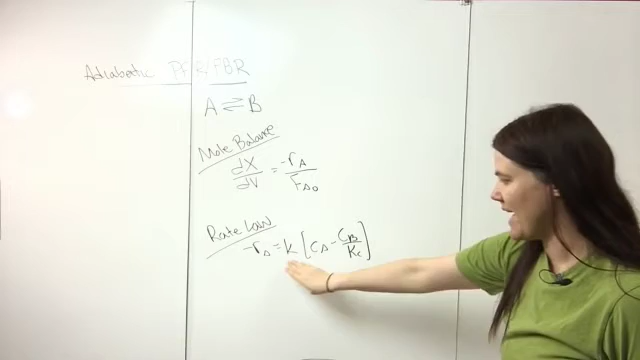 Adiabatic PFR/PBR
A ⇌ B
Mole Balance
dX/dV = -rA/FA0
Rate Law
-rA = k [CA - CB/KC]